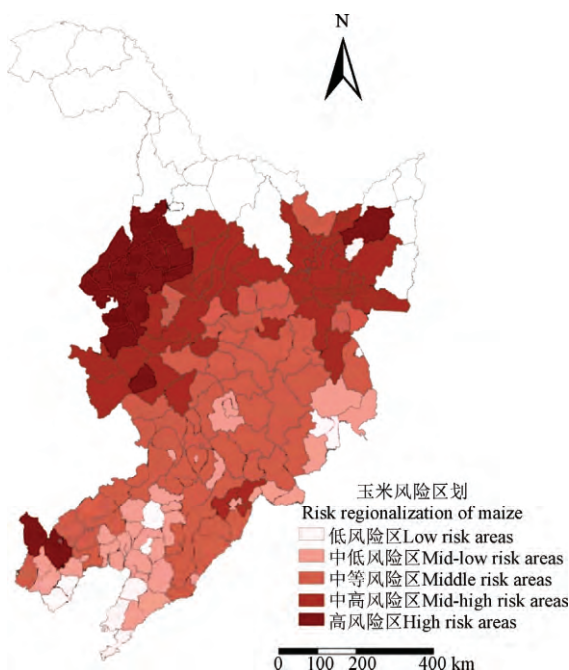 N
玉米风险区划
Risk regionalization of maize
低风险区Low risk areas
中低风险区Mid-low risk areas
中等风险区Middle risk areas
中高风险区Mid-high risk areas
高风险区High risk areas
0 100 200 400 km